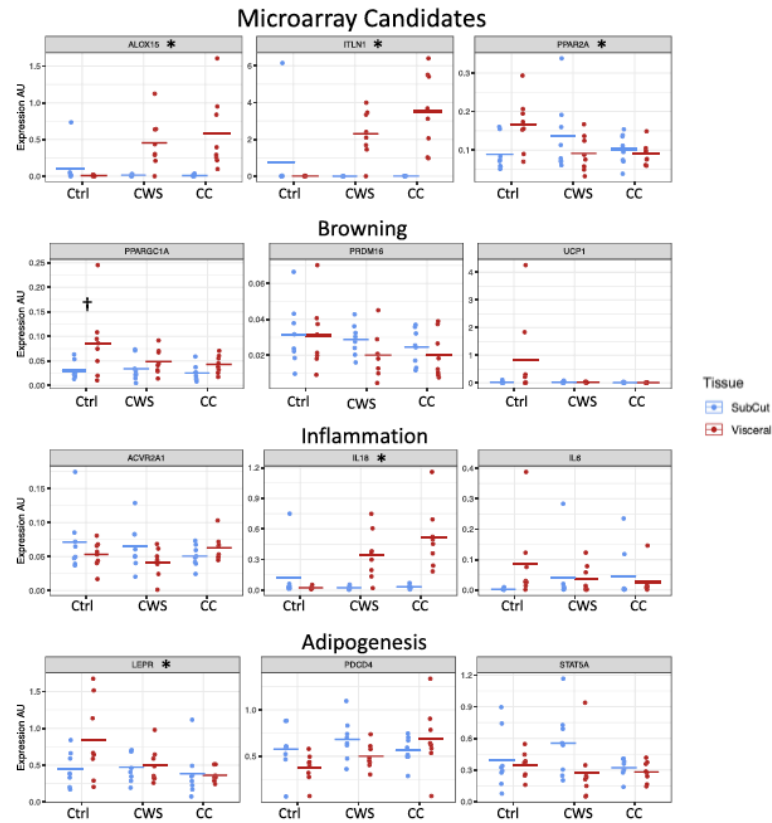 Microarray Candidates
ALOX15 * ITLN1 * PPAR2A *
Expression AU
1.5 1.0 0.5 0.0
6 4 2 0
0.3 0.2 0.1
Ctrl CWS CC Ctrl CWS CC Ctrl CWS CC
Browning
PPARGC1A PRDM16 UCP1
Expression AU
0.25 0.20 0.15 0.10 0.05 0.00
†
0.06 0.04 0.02
4 3 2 1 0
Ctrl CWS CC Ctrl CWS CC Ctrl CWS CC
Tissue
SubCut
Visceral
Inflammation
ACVR2A1 IL18 * IL6
Expression AU
0.15 0.10 0.05 0.00
1.2 0.9 0.6 0.3 0.0
0.4 0.3 0.2 0.1 0.0
Ctrl CWS CC Ctrl CWS CC Ctrl CWS CC
Adipogenesis
LEPR * PDCD4 STAT5A
Expression AU
1.5 1.0 0.5 0.0
1.0 0.5
1.2 0.9 0.6 0.3 0.0
Ctrl CWS CC Ctrl CWS CC Ctrl CWS CC